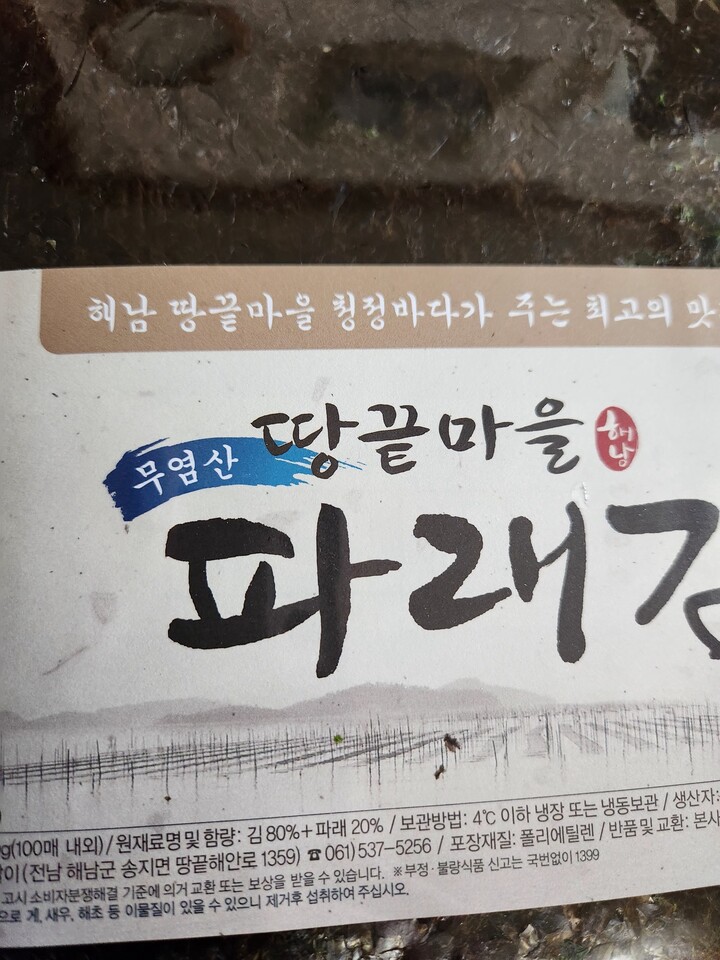 해남 땅끝마을 청정바다가 주는 최고의 맛
땅끝마을
해남
무염산
파래김
g(100매 내외)/원재료명 및 함량: 김 80%+파래 20% / 보관방법: 4℃ 이하 냉장 또는 냉동보관 / 생산자:
이(전남 해남군 송지면 땅끝해안로 1359) ☎ 061)537-5256 / 포장재질: 폴리에틸렌 / 반품 및 교환: 본사
고시 소비자분쟁해결 기준에 의거 교환 또는 보상을 받을 수 있습니다. ※부정·불량식품 신고는 국번없이 1399
으로 게, 새우, 해초 등 이물질이 있을 수 있으니 제거후 섭취하여 주십시오.